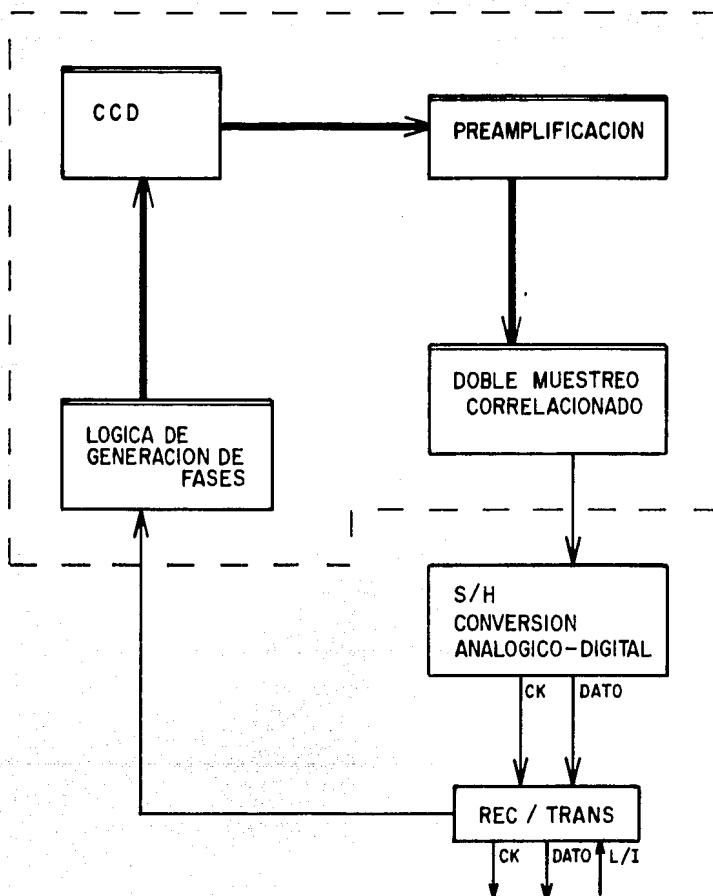 CCD
PREAMPLIFICACION
DOBLE MUESTREO
CORRELACIONADO
LOGICA DE
GENERACION DE
FASES
S/H
CONVERSION
ANALOGICO-DIGITAL
CK
DATO
REC / TRANS
CK
DATO
L/I